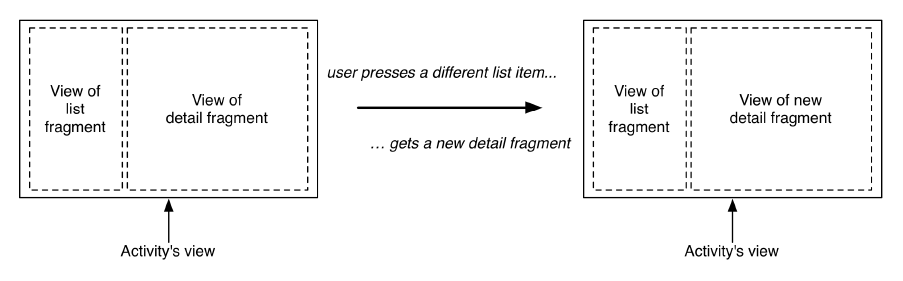 View of
list
fragment
View of
detail fragment
user presses a different list item...
... gets a new detail fragment
View of
list
fragment
View of new
detail fragment
Activity's view
Activity's view